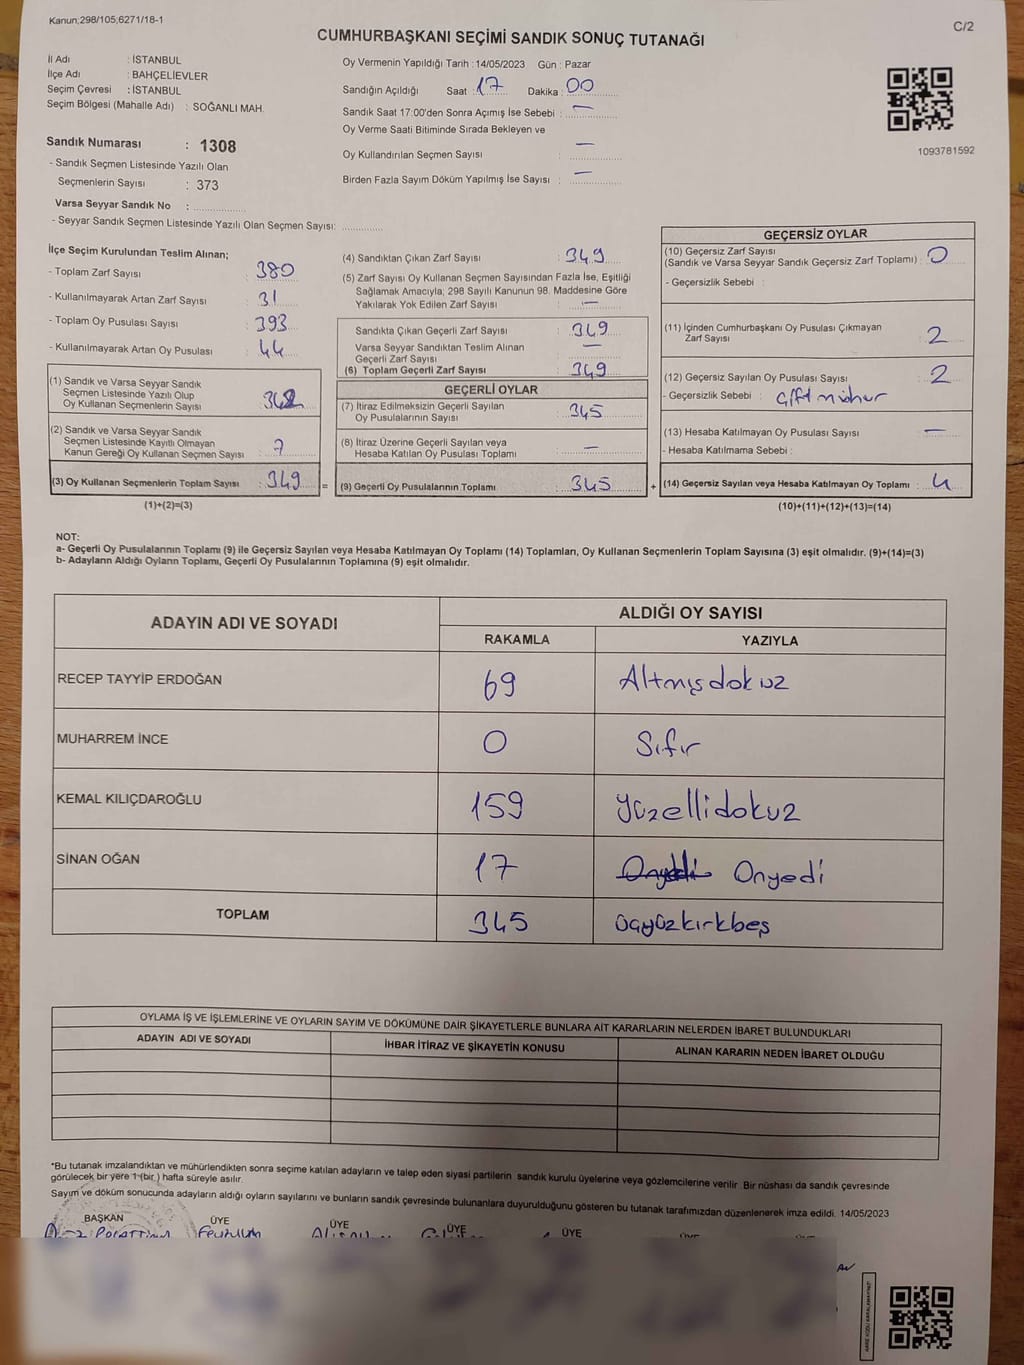 Kanun;298/105;6271/18-1
C/2
CUMHURBAŞKANI SEÇİMİ SANDIK SONUÇ TUTANAĞI
İl Adı : İSTANBUL
İlçe Adı : BAHÇELİEVLER
Seçim Çevresi : İSTANBUL
Seçim Bölgesi (Mahalle Adı) : SOĞANLI MAH.
Oy Vermenin Yapıldığı Tarih : 14/05/2023 Gün : Pazar
Sandığın Açıldığı Saat : 17 Dakika : 00
Sandık Saat 17:00'den Sonra Açımış İse Sebebi : —
Oy Verme Saati Bitiminde Sırada Bekleyen ve
Oy Kullandırılan Seçmen Sayısı : —
Birden Fazla Sayım Döküm Yapılmış İse Sayısı : —
1093781592
Sandık Numarası : 1308
- Sandık Seçmen Listesinde Yazılı Olan
Seçmenlerin Sayısı : 373
Varsa Seyyar Sandık No :
- Seyyar Sandık Seçmen Listesinde Yazılı Olan Seçmen Sayısı:
İlçe Seçim Kurulundan Teslim Alınan;
- Toplam Zarf Sayısı : 380
- Kullanılmayarak Artan Zarf Sayısı : 31
- Toplam Oy Pusulası Sayısı : 393
- Kullanılmayarak Artan Oy Pusulası : 44
(1) Sandık ve Varsa Seyyar Sandık
Seçmen Listesinde Yazılı Olup
Oy Kullanan Seçmenlerin Sayısı : 342
(2) Sandık ve Varsa Seyyar Sandık
Seçmen Listesinde Kayıtlı Olmayan
Kanun Gereği Oy Kullanan Seçmen Sayısı : 7
(3) Oy Kullanan Seçmenlerin Toplam Sayısı : 349 =
(1)+(2)=(3)
(4) Sandıktan Çıkan Zarf Sayısı : 349
(5) Zarf Sayısı Oy Kullanan Seçmen Sayısından Fazla İse, Eşitliği
Sağlamak Amacıyla; 298 Sayılı Kanunun 98. Maddesine Göre
Yakılarak Yok Edilen Zarf Sayısı : —
Sandıkta Çıkan Geçerli Zarf Sayısı : 349
Varsa Seyyar Sandıktan Teslim Alınan
Geçerli Zarf Sayısı : —
(6) Toplam Geçerli Zarf Sayısı : 349
GEÇERLİ OYLAR
(7) İtiraz Edilmeksizin Geçerli Sayılan
Oy Pusulalarının Sayısı : 345
(8) İtiraz Üzerine Geçerli Sayılan veya
Hesaba Katılan Oy Pusulası Toplamı : —
(9) Geçerli Oy Pusulalarının Toplamı : 345 +
GEÇERSİZ OYLAR
(10) Geçersiz Zarf Sayısı
(Sandık ve Varsa Seyyar Sandık Geçersiz Zarf Toplamı) : 0
- Geçersizlik Sebebi :
(11) İçinden Cumhurbaşkanı Oy Pusulası Çıkmayan
Zarf Sayısı : 2
(12) Geçersiz Sayılan Oy Pusulası Sayısı : 2
- Geçersizlik Sebebi : Çift mühür
(13) Hesaba Katılmayan Oy Pusulası Sayısı : —
- Hesaba Katılmama Sebebi :
(14) Geçersiz Sayılan veya Hesaba Katılmayan Oy Toplamı : 4
(10)+(11)+(12)+(13)=(14)
NOT:
a- Geçerli Oy Pusulalarının Toplamı (9) ile Geçersiz Sayılan veya Hesaba Katılmayan Oy Toplamı (14) Toplamları, Oy Kullanan Seçmenlerin Toplam Sayısına (3) eşit olmalıdır. (9)+(14)=(3)
b- Adayların Aldığı Oyların Toplamı, Geçerli Oy Pusulalarının Toplamına (9) eşit olmalıdır.
ADAYIN ADI VE SOYADI ALDIĞI OY SAYISI
RAKAMLA YAZIYLA
RECEP TAYYİP ERDOĞAN 69 Altmışdokuz
MUHARREM İNCE 0 Sıfır
KEMAL KILIÇDAROĞLU 159 Yüzellidokuz
SİNAN OĞAN 17 Onyedi
TOPLAM 345 üçyüzkırkbeş
OYLAMA İŞ VE İŞLEMLERİNE VE OYLARIN SAYIM VE DÖKÜMÜNE DAİR ŞİKAYETLERLE BUNLARA AİT KARARLARIN NELERDEN İBARET BULUNDUKLARI
ADAYIN ADI VE SOYADI İHBAR İTİRAZ VE ŞİKAYETİN KONUSU ALINAN KARARIN NEDEN İBARET OLDUĞU
*Bu tutanak imzalandıktan ve mühürlendikten sonra seçime katılan adayların ve talep eden siyasi partilerin sandık kurulu üyelerine veya gözlemcilerine verilir. Bir nüshası da sandık çevresinde
görülecek bir yere 1 (bir ) hafta süreyle asılır.
Sayım ve döküm sonucunda adayların aldığı oyların sayılarını ve bunların sandık çevresinde bulunanlara duyurulduğunu gösteren bu tutanak tarafımızdan düzenlenerek imza edildi. 14/05/2023
BAŞKAN ÜYE ÜYE ÜYE ÜYE